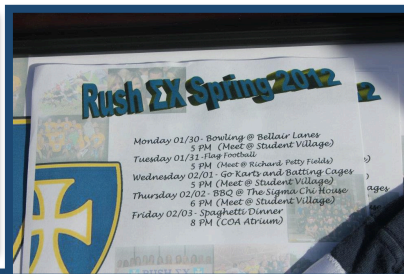 Rush ΣX Spring 2012
Monday 01/30- Bowling @ Bellair Lanes
5 PM (Meet @ Student Village)
Tuesday 01/31-Flag Football
5 PM (Meet @ Richard Petty Fields)
Wednesday 02/01- Go Karts and Batting Cages
5 PM (Meet @ Student Village)
Thursday 02/02- BBQ @ The Sigma Chi House
6 PM (Meet @ Student Village)
Friday 02/03- Spaghetti Dinner
8 PM (COA Atrium)
2
)
ages
)